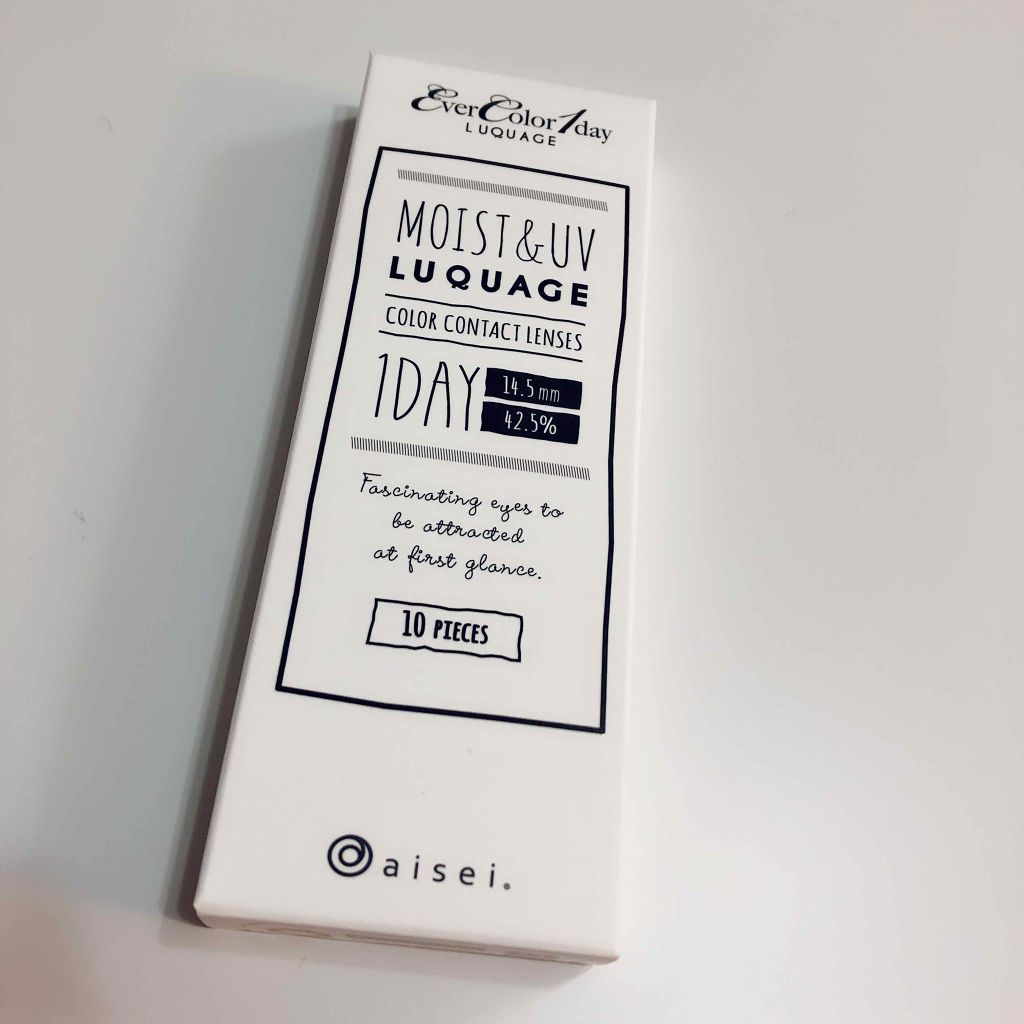 EverColor1day
LUQUAGE
MOIST&UV
LUQUAGE
COLOR CONTACT LENSES
1DAY
14.5mm
42.5%
Fascinating eyes to
be attracted
at first glance.
10 PIECES
aisei®